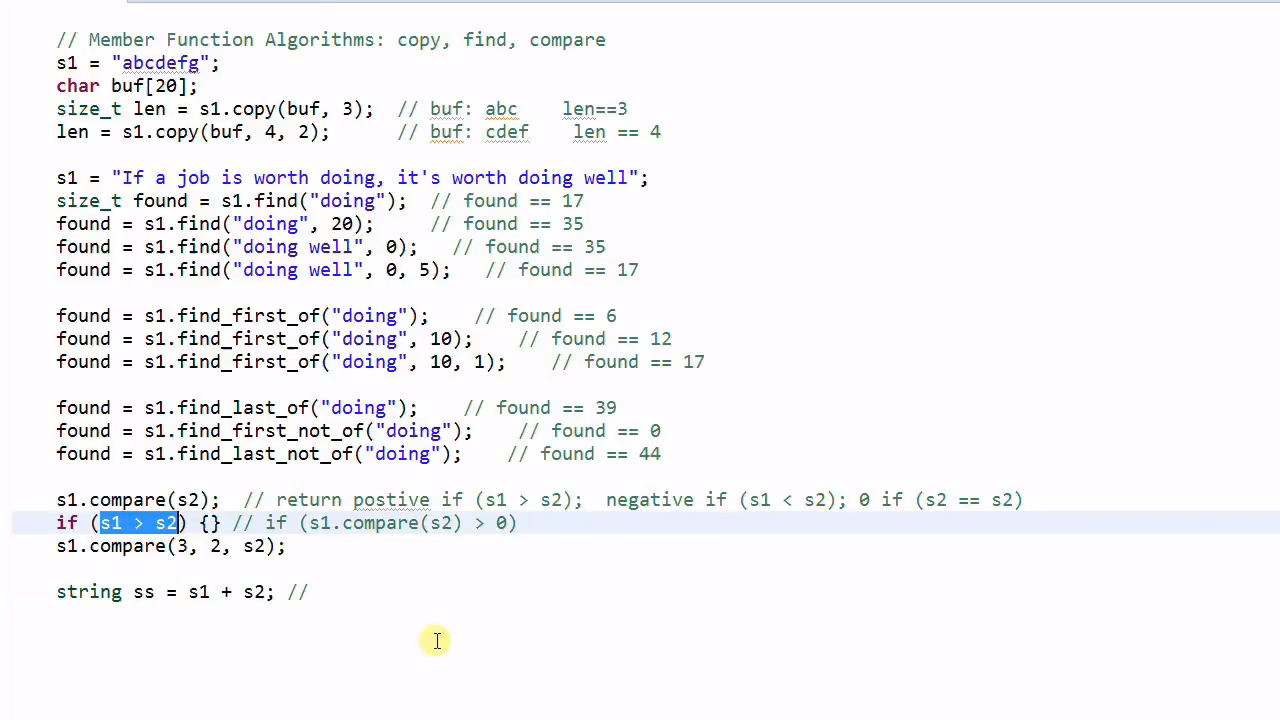 // Member Function Algorithms: copy, find, compare
s1 = "abcdefg";
char buf[20];
size_t len = s1.copy(buf, 3);  // buf: abc    len==3
len = s1.copy(buf, 4, 2);      // buf: cdef    len == 4
s1 = "If a job is worth doing, it's worth doing well";
size_t found = s1.find("doing");  // found == 17
found = s1.find("doing", 20);     // found == 35
found = s1.find("doing well", 0);   // found == 35
found = s1.find("doing well", 0, 5);   // found == 17
found = s1.find_first_of("doing");    // found == 6
found = s1.find_first_of("doing", 10);    // found == 12
found = s1.find_first_of("doing", 10, 1);    // found == 17
found = s1.find_last_of("doing");    // found == 39
found = s1.find_first_not_of("doing");    // found == 0
found = s1.find_last_not_of("doing");    // found == 44
s1.compare(s2);  // return postive if (s1 > s2);  negative if (s1 < s2); 0 if (s2 == s2)
if (s1 > s2) {} // if (s1.compare(s2) > 0)
s1.compare(3, 2, s2);
string ss = s1 + s2; //